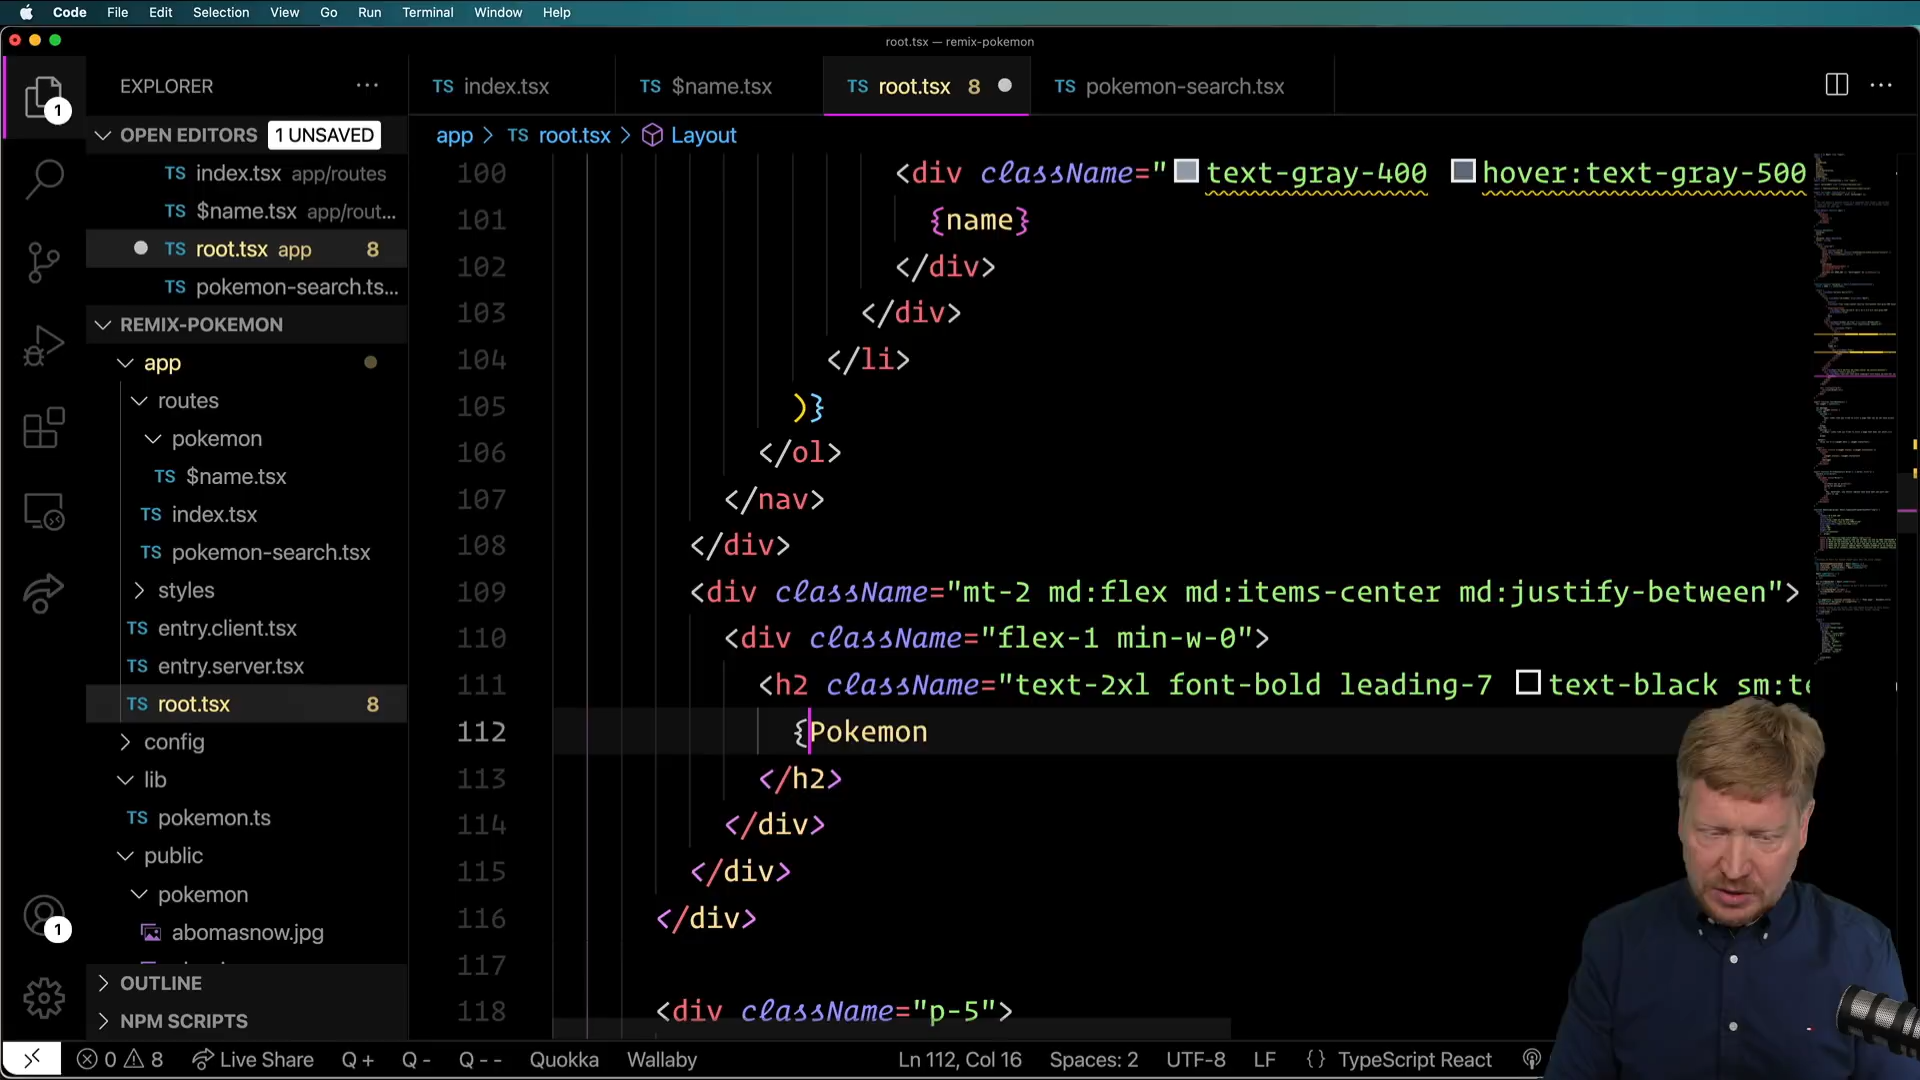 Code File Edit Selection View Go Run Terminal Window Help
root.tsx — remix-pokemon
EXPLORER
TS index.tsx
TS $name.tsx
TS root.tsx 8
TS pokemon-search.tsx
1
OPEN EDITORS 1 UNSAVED
TS index.tsx app/routes
TS $name.tsx app/rout...
TS root.tsx app 8
TS pokemon-search.ts...
REMIX-POKEMON
app
routes
pokemon
TS $name.tsx
TS index.tsx
TS pokemon-search.tsx
styles
TS entry.client.tsx
TS entry.server.tsx
TS root.tsx 8
config
lib
TS pokemon.ts
public
pokemon
abomasnow.jpg
1
OUTLINE
NPM SCRIPTS
app > TS root.tsx > Layout
100 <div className="text-gray-400 hover:text-gray-500
101 {name}
102 </div>
103 </div>
104 </li>
105 )}
106 </ol>
107 </nav>
108 </div>
109 <div className="mt-2 md:flex md:items-center md:justify-between">
110 <div className="flex-1 min-w-0">
111 <h2 className="text-2xl font-bold leading-7 text-black sm:te
112 {Pokemon
113 </h2>
114 </div>
115 </div>
116 </div>
117
118 <div className="p-5">
0 8 Live Share Q + Q - Q - - Quokka Wallaby Ln 112, Col 16 Spaces: 2 UTF-8 LF {} TypeScript React